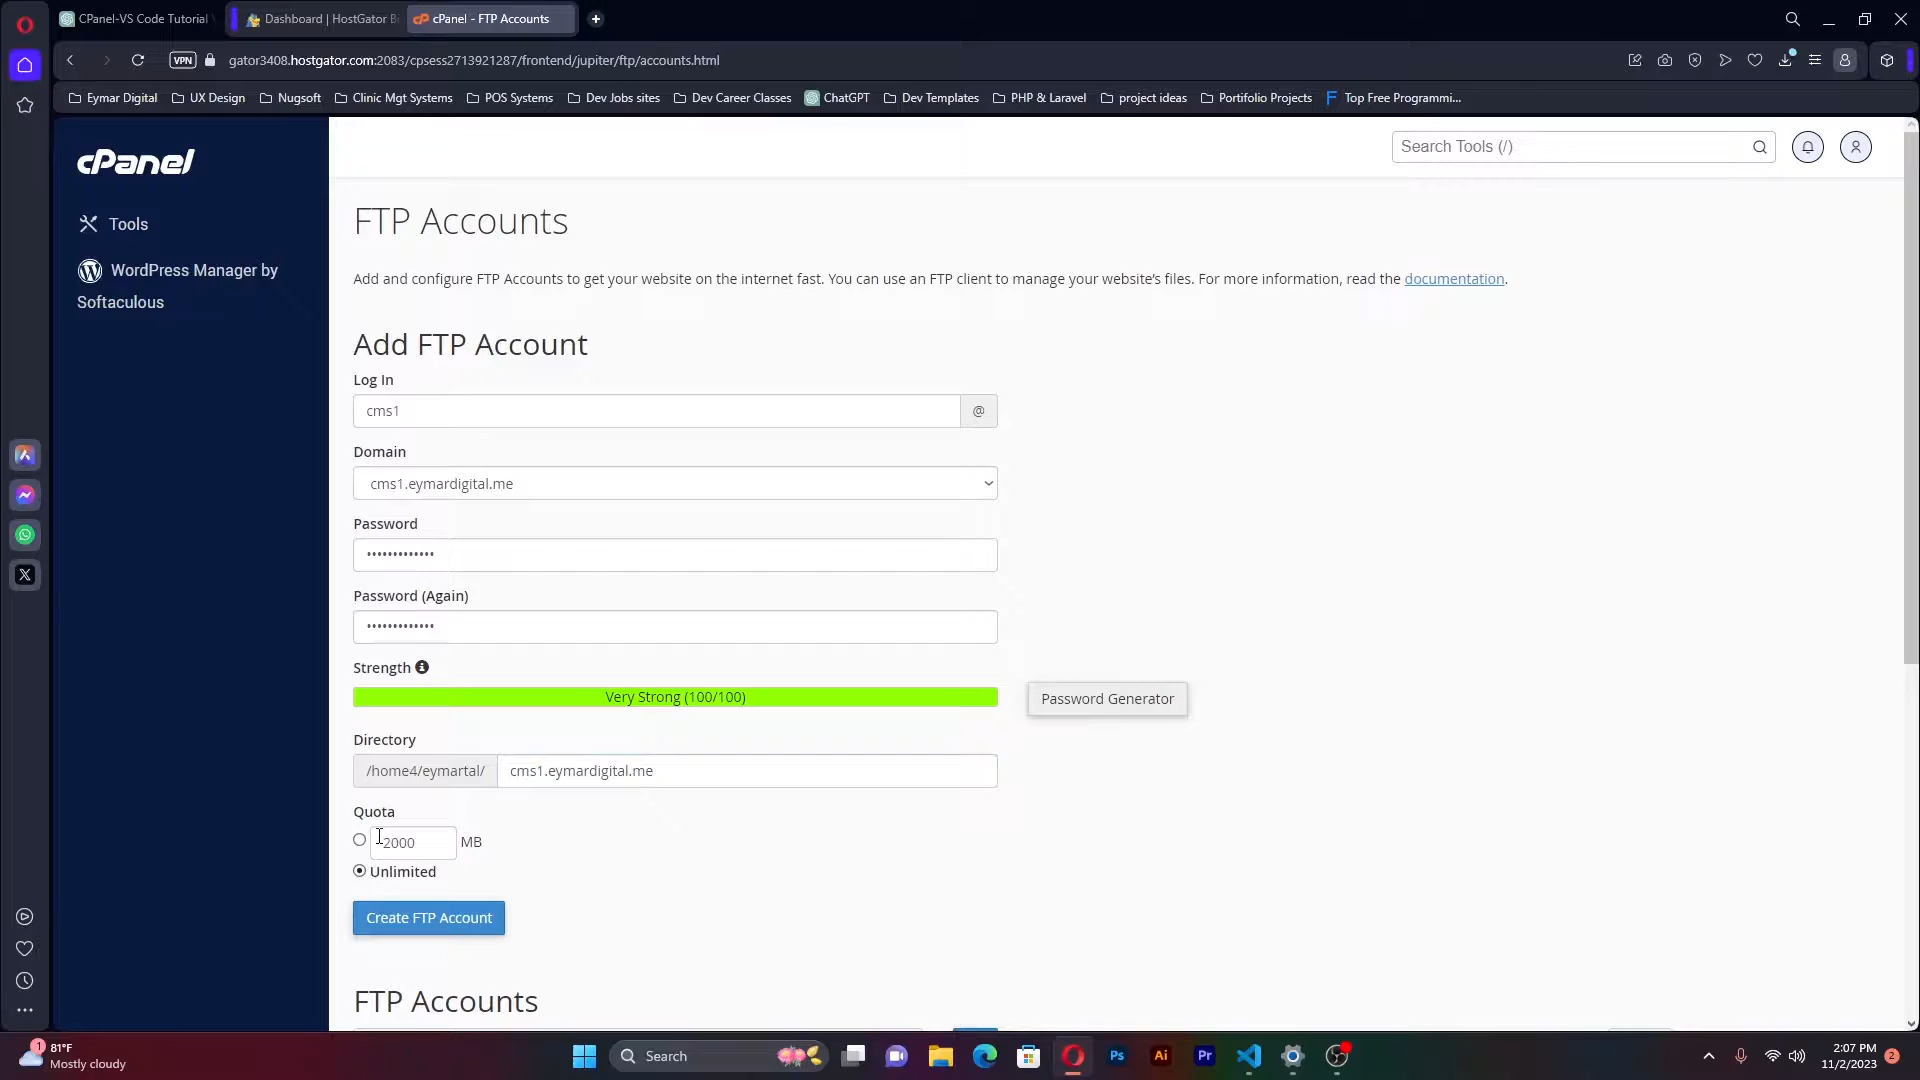 CPanel-VS Code Tutorial
Dashboard | HostGator B
cPanel - FTP Accounts
VPN
gator3408.hostgator.com:2083/cpsess2713921287/frontend/jupiter/ftp/accounts.html
Eymar Digital
UX Design
Nugsoft
Clinic Mgt Systems
POS Systems
Dev Jobs sites
Dev Career Classes
ChatGPT
Dev Templates
PHP & Laravel
project ideas
Portifolio Projects
Top Free Programmi...
cPanel
Search Tools (/)
Tools
WordPress Manager by
Softaculous
FTP Accounts
Add and configure FTP Accounts to get your website on the internet fast. You can use an FTP client to manage your website’s files. For more information, read the documentation.
Add FTP Account
Log In
cms1
@
Domain
cms1.eymardigital.me
Password
•••••••••••••
Password (Again)
•••••••••••••
Strength
Very Strong (100/100)
Password Generator
Directory
/home4/eymartal/
cms1.eymardigital.me
Quota
2000
MB
Unlimited
Create FTP Account
FTP Accounts
1
81°F
Mostly cloudy
Search
Ps
Ai
Pr
2:07 PM
11/2/2023
2